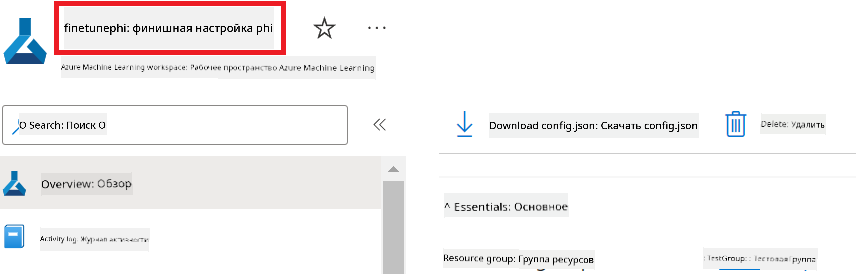 finetunephi: финишная настройка phi
Azure Machine Learning workspace: Рабочее пространство Azure Machine Learning
O Search: Поиск О
Download config.json: Скачать config.json
Delete: Удалить
Overview: Обзор
^ Essentials: Основное
Activity log: Журнал активности
Resource group: Группа ресурсов
: TestGroup. : Тестовая Группа